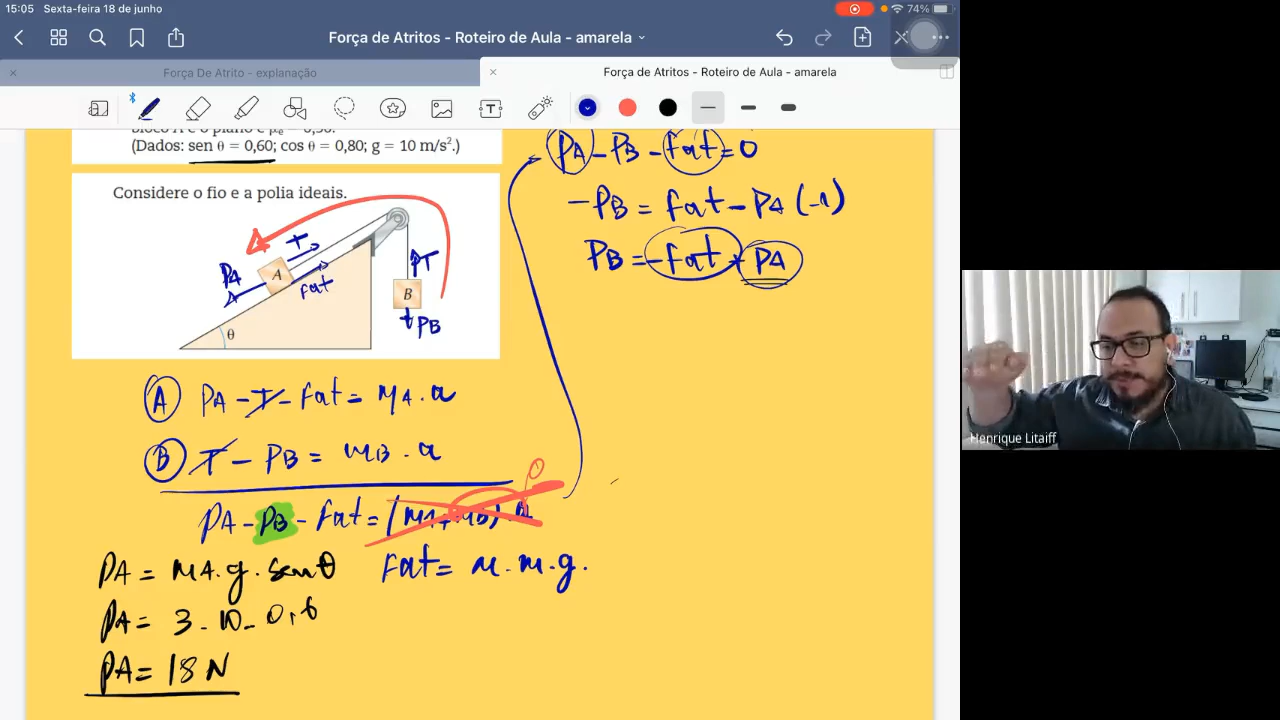 15:05 Sexta-feira 18 de junho
74%
Força de Atritos - Roteiro de Aula - amarela
Força De Atrito - explanação
Força de Atritos - Roteiro de Aula - amarela
(Dados: sen θ = 0,60; cos θ = 0,80; g = 10 m/s².)
Considere o fio e a polia ideais.
T
PA
A
fat
PT
B
PB
θ
PA - PB - fat = 0
-PB = fat - PA (-1)
PB = -fat + PA
A PA - T - fat = mA . a
B T - PB = mB . a
0
PA - PB - fat = (mA + mB) . a
PA = mA . g . sen θ
fat = μ . m . g .
PA = 3 . 10 . 0,6
PA = 18 N
Henrique Litaiff